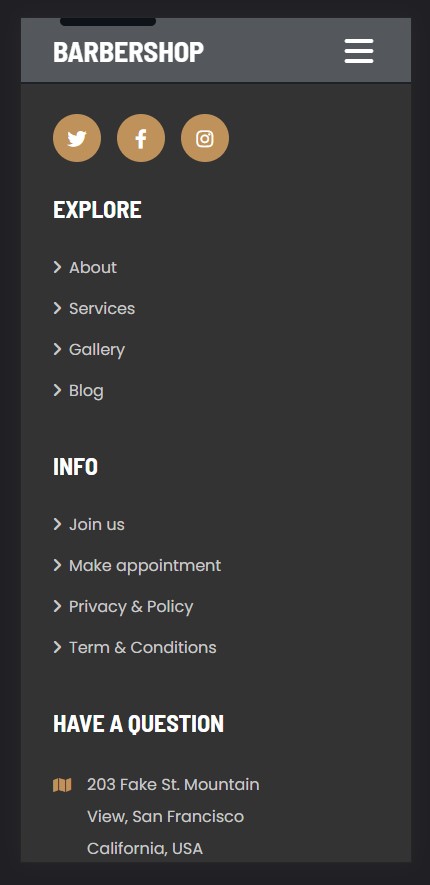 BARBERSHOP
EXPLORE
About
Services
Gallery
Blog
INFO
Join us
Make appointment
Privacy & Policy
Term & Conditions
HAVE A QUESTION
203 Fake St. Mountain
View, San Francisco
California, USA